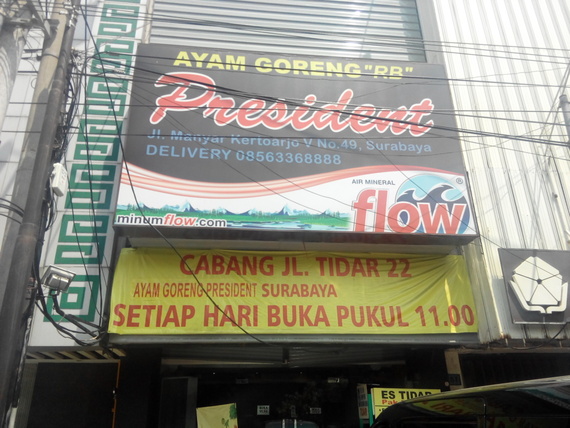 AYAM GORENG "RB"
President
Jl. Manyar Kertoarjo V No.49, Surabaya
DELIVERY 08563368888
AIR MINERAL
flow
®
minumflow.com
CABANG JL. TIDAR 22
AYAM GORENG PRESIDENT SURABAYA
SETIAP HARI BUKA PUKUL 11.00
ES TIDAR